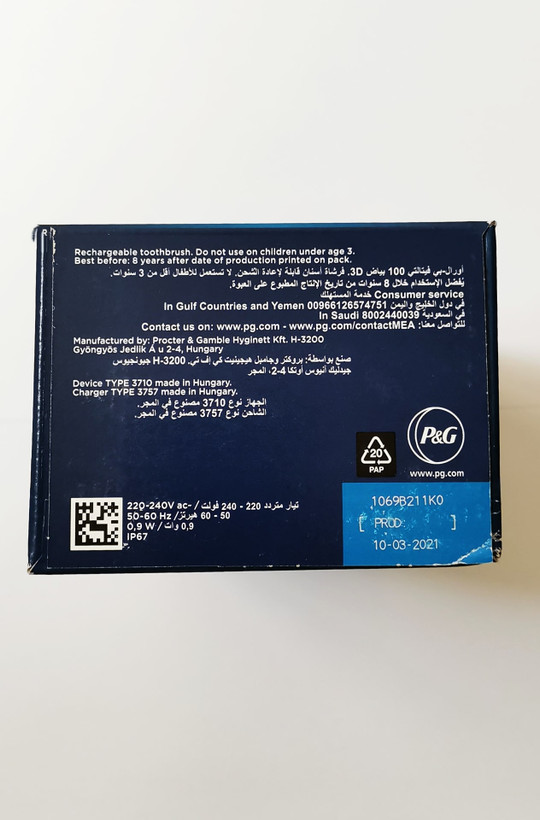 Rechargeable toothbrush. Do not use on children under age 3.
Best before: 8 years after date of production printed on pack.
أورال-بي فيتالتي 100 بياض 3D. فرشاة أسنان قابلة لإعادة الشحن. لا تستعمل للأطفال أقل من 3 سنوات.
يُفضل الإستخدام خلال 8 سنوات من تاريخ الإنتاج المطبوع على العبوة.
Consumer service خدمة المستهلك
In Gulf Countries and Yemen 00966126574751 في دول الخليج واليمن
In Saudi 8002440039 في السعودية
Contact us on: www.pg.com - www.pg.com/contactMEA :للتواصل معنا
Manufactured by: Procter & Gamble Hyginett Kft. H-3200
Gyöngyös Jedlik Á u 2-4, Hungary
صنع بواسطة: بروكتر وجامبل هيجينيت كي إف تي. H-3200 جيونجيوس
جيدليك أنيوس أوتكا 4-2، المجر
Device TYPE 3710 made in Hungary.
Charger TYPE 3757 made in Hungary.
الجهاز نوع 3710 مصنوع في المجر.
الشاحن نوع 3757 مصنوع في المجر.
P&G
www.pg.com
20
PAP
220-240V ac~ / تيار متردد 220 - 240 فولت
50-60 Hz / 50 - 60 هيرتز
0,9 W / 0,9 وات
IP67
1069B211K0
[ PROD: ]
10-03-2021